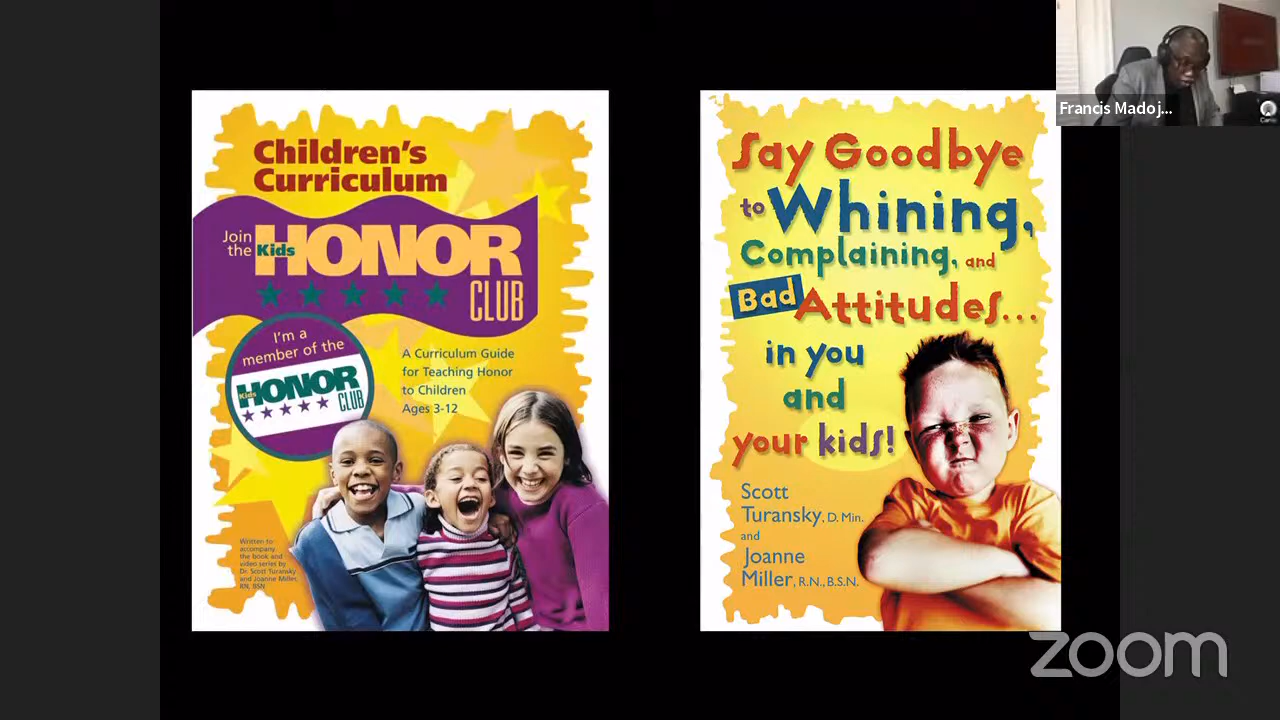 Children's
Curriculum
Join
the Kids HONOR
CLUB
I'm a
member of the
Kids HONOR
CLUB
A Curriculum Guide
for Teaching Honor
to Children
Ages 3-12
Written to
accompany
the book and
video series by
Dr. Scott Turansky
and Joanne Miller,
RN, BSN
Say Goodbye
to Whining,
Complaining, and
Bad Attitudes...
in you
and
your kids!
Scott
Turansky, D. Min.
and
Joanne
Miller, R.N., B.S.N.
Francis Madoj...
zoom